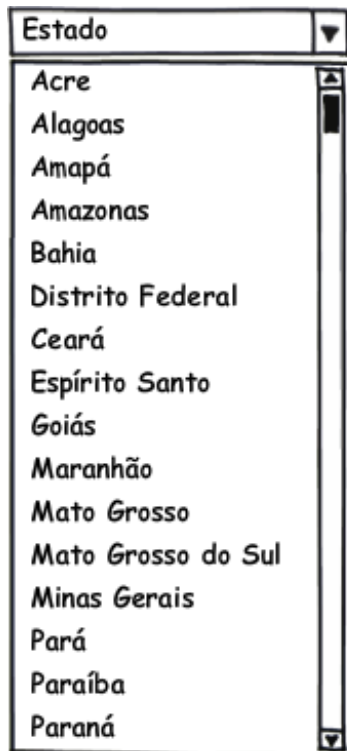 Estado
Acre
Alagoas
Amapá
Amazonas
Bahia
Distrito Federal
Ceará
Espírito Santo
Goiás
Maranhão
Mato Grosso
Mato Grosso do Sul
Minas Gerais
Pará
Paraíba
Paraná